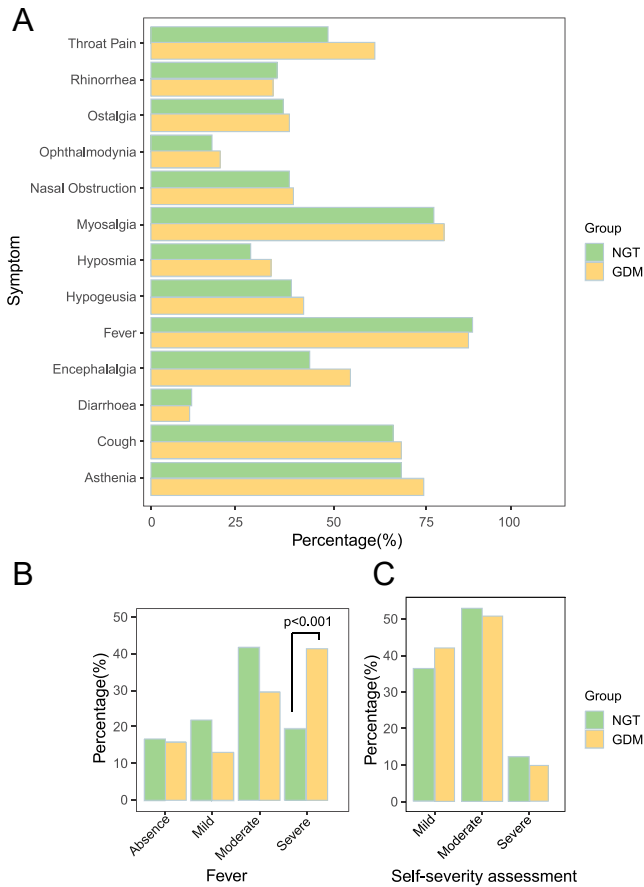 A
Symptom
Throat Pain
Rhinorrhea
Ostalgia
Ophthalmodynia
Nasal Obstruction
Myosalgia
Hyposmia
Hypogeusia
Fever
Encephalalgia
Diarrhoea
Cough
Asthenia
0 25 50 75 100
Percentage(%)
Group
NGT
GDM
B
Percentage(%)
50
40
30
20
10
0
p<0.001
Absence Mild Moderate Severe
Fever
C
Percentage(%)
50
40
30
20
10
0
Mild Moderate Severe
Self-severity assessment
Group
NGT
GDM